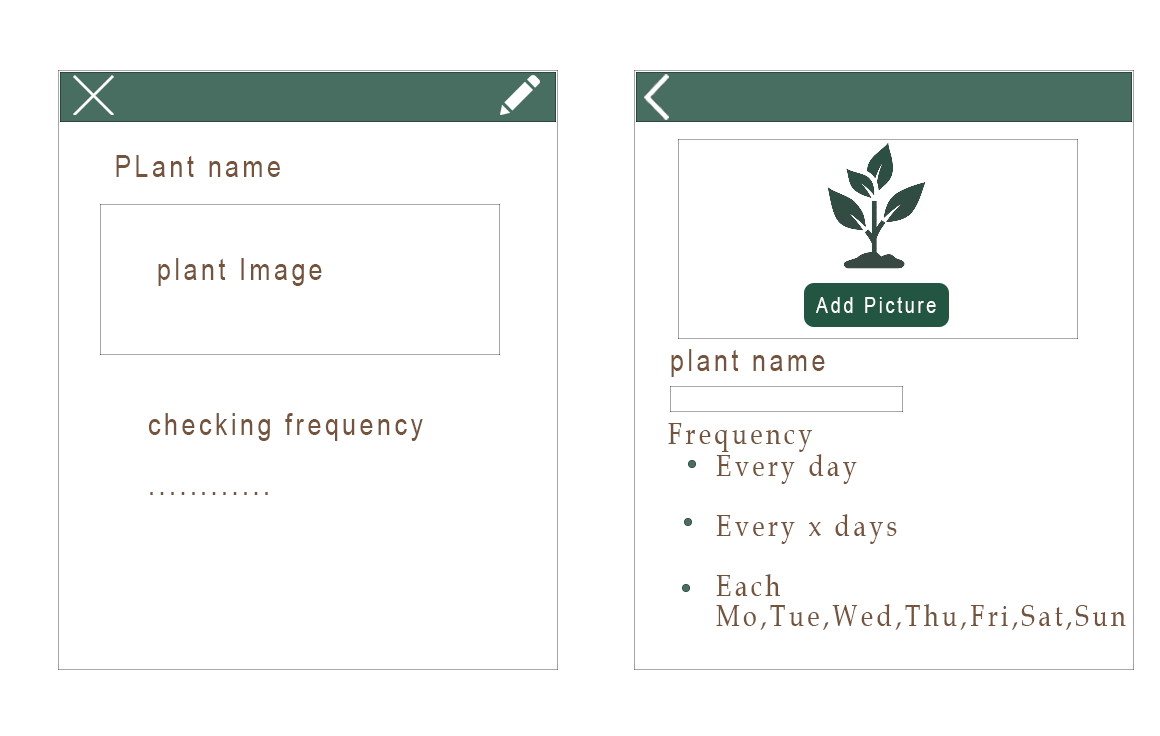 PLant name
plant Image
checking frequency
............
Add Picture
plant name
Frequency
Every day
Every x days
Each
Mo,Tue,Wed,Thu,Fri,Sat,Sun